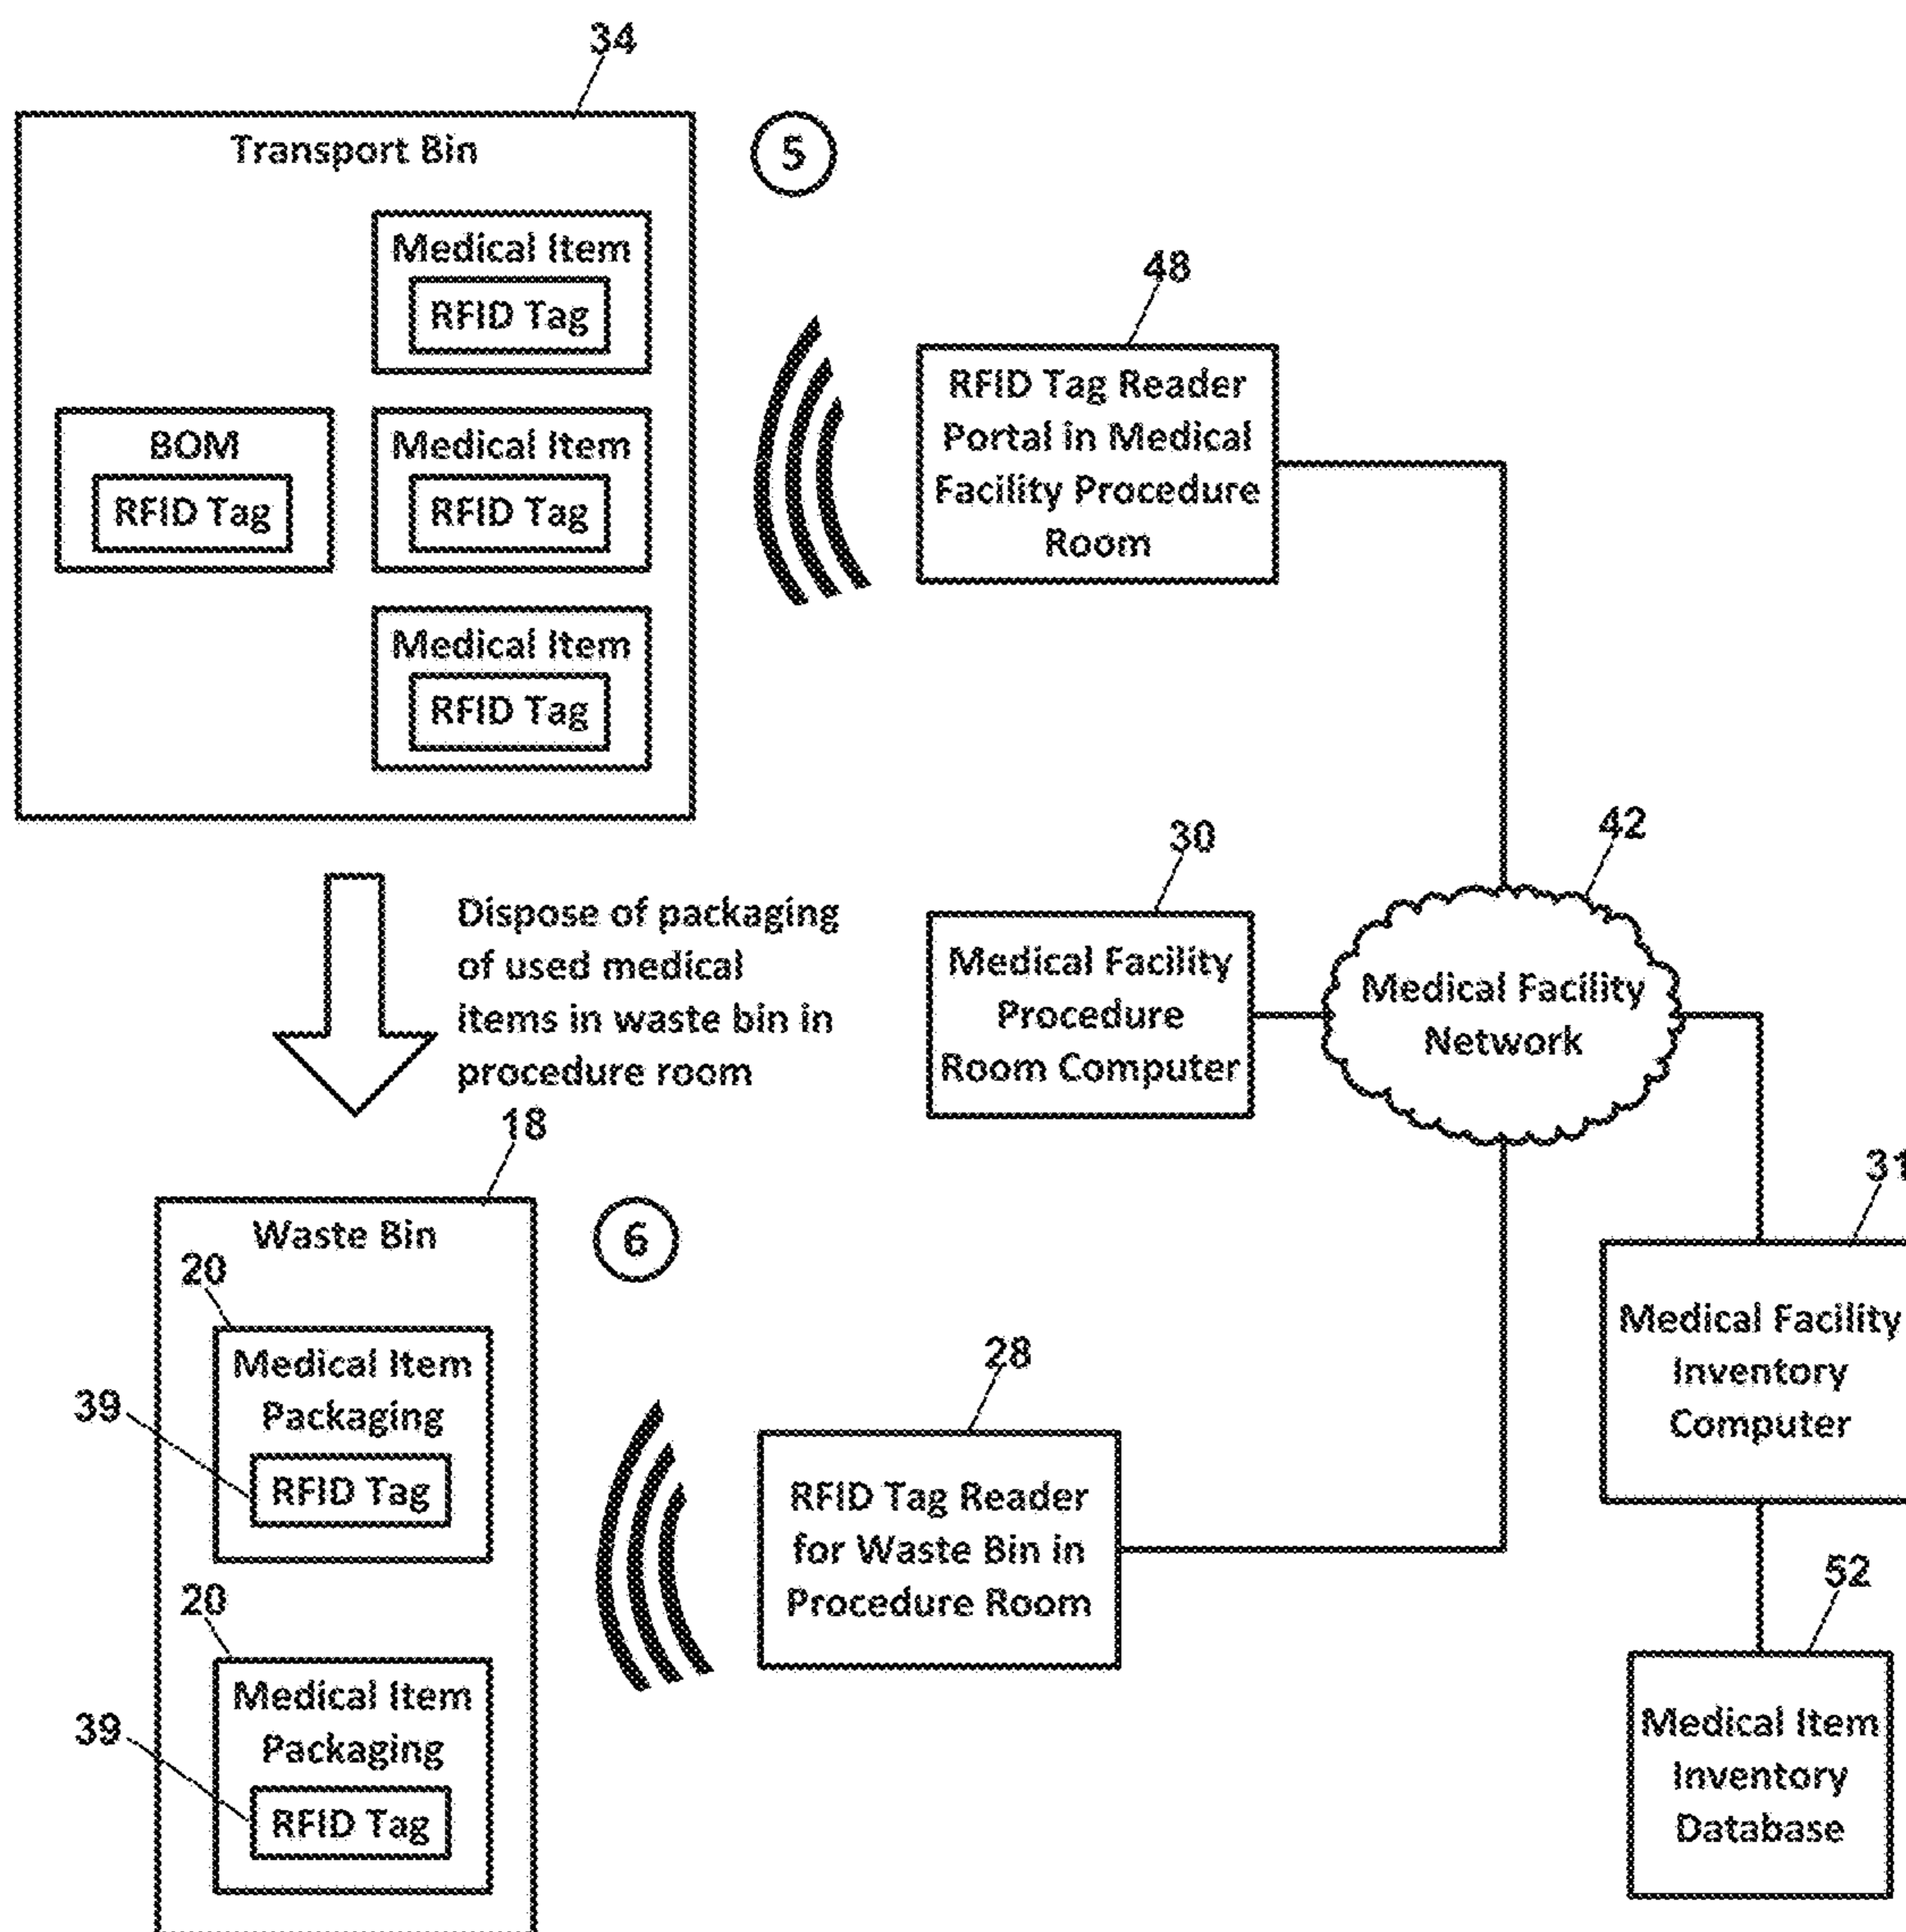 34
Transport Bin
5
Medical Item
RFID Tag
48
RFID Tag Reader
Portal in Medical
Facility Procedure
Room
BOM
RFID Tag
Medical Item
RFID Tag
Medical Item
RFID Tag
42
30
Dispose of packaging
of used medical
items in waste bin in
procedure room
Medical Facility
Procedure
Room Computer
Medical Facility
Network
18
31
Waste Bin
6
20
Medical Item
Packaging
39
RFID Tag
28
RFID Tag Reader
for Waste Bin in
Procedure Room
Medical Facility
Inventory
Computer
52
20
Medical Item
Packaging
39
RFID Tag
Medical Item
Inventory
Database